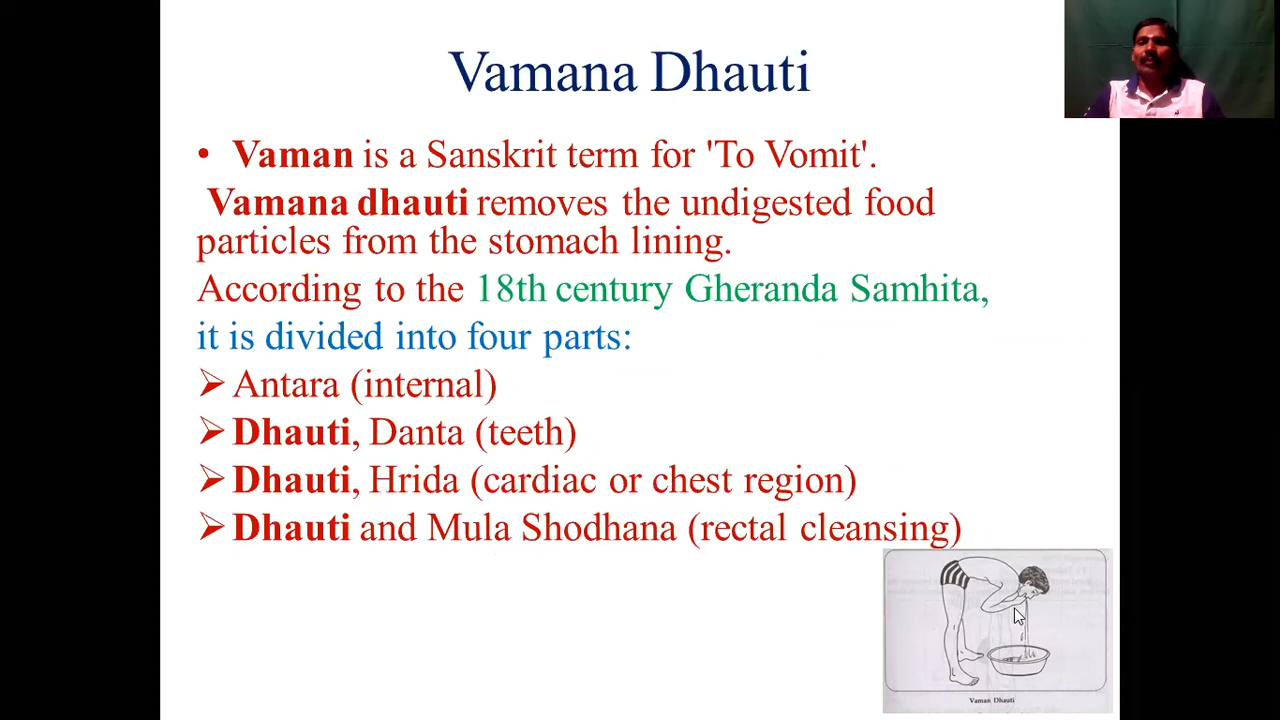 Vamana Dhauti
• Vaman is a Sanskrit term for 'To Vomit'.
Vamana dhauti removes the undigested food
particles from the stomach lining.
According to the 18th century Gheranda Samhita,
it is divided into four parts:
➢ Antara (internal)
➢ Dhauti, Danta (teeth)
➢ Dhauti, Hrida (cardiac or chest region)
➢ Dhauti and Mula Shodhana (rectal cleansing)
Vaman Dhauti